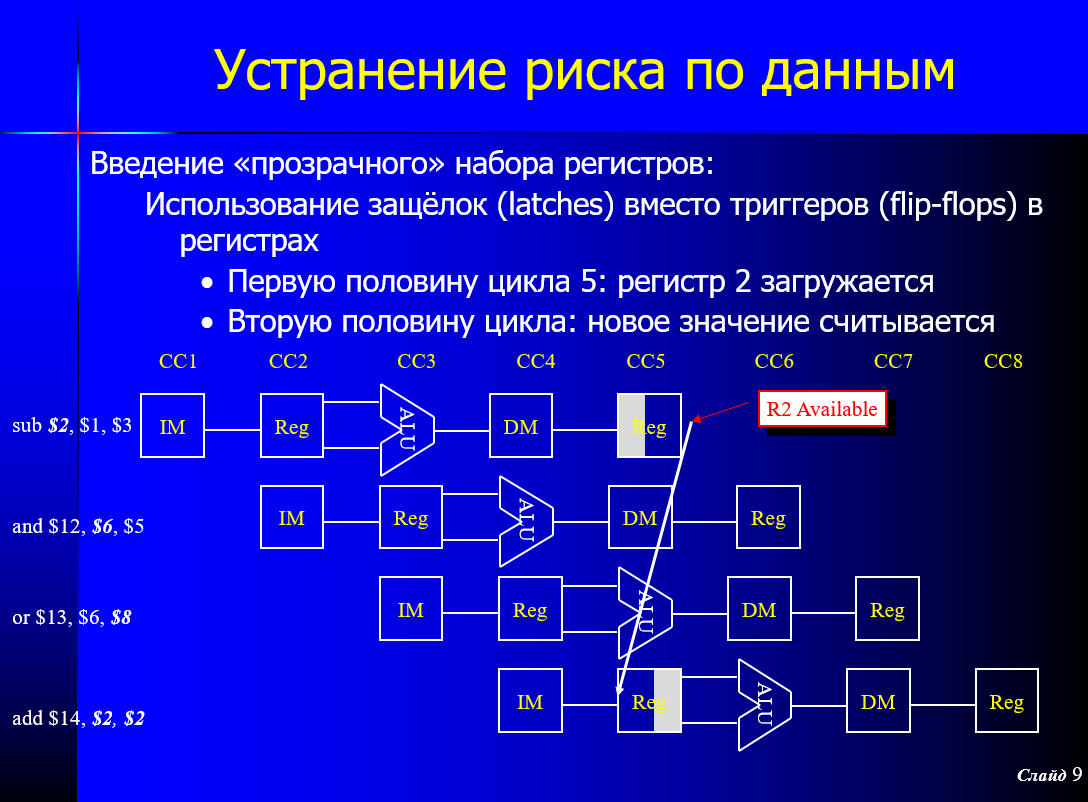 Устранение риска по данным
Введение «прозрачного» набора регистров:
Использование защёлок (latches) вместо триггеров (flip-flops) в
регистрах
• Первую половину цикла 5: регистр 2 загружается
• Вторую половину цикла: новое значение считывается
CC1 CC2 CC3 CC4 CC5 CC6 CC7 CC8
R2 Available
sub $2, $1, $3 IM Reg ALU DM Reg
and $12, $6, $5 IM Reg ALU DM Reg
or $13, $6, $8 IM Reg ALU DM Reg
add $14, $2, $2 IM Reg ALU DM Reg
Слайд 9